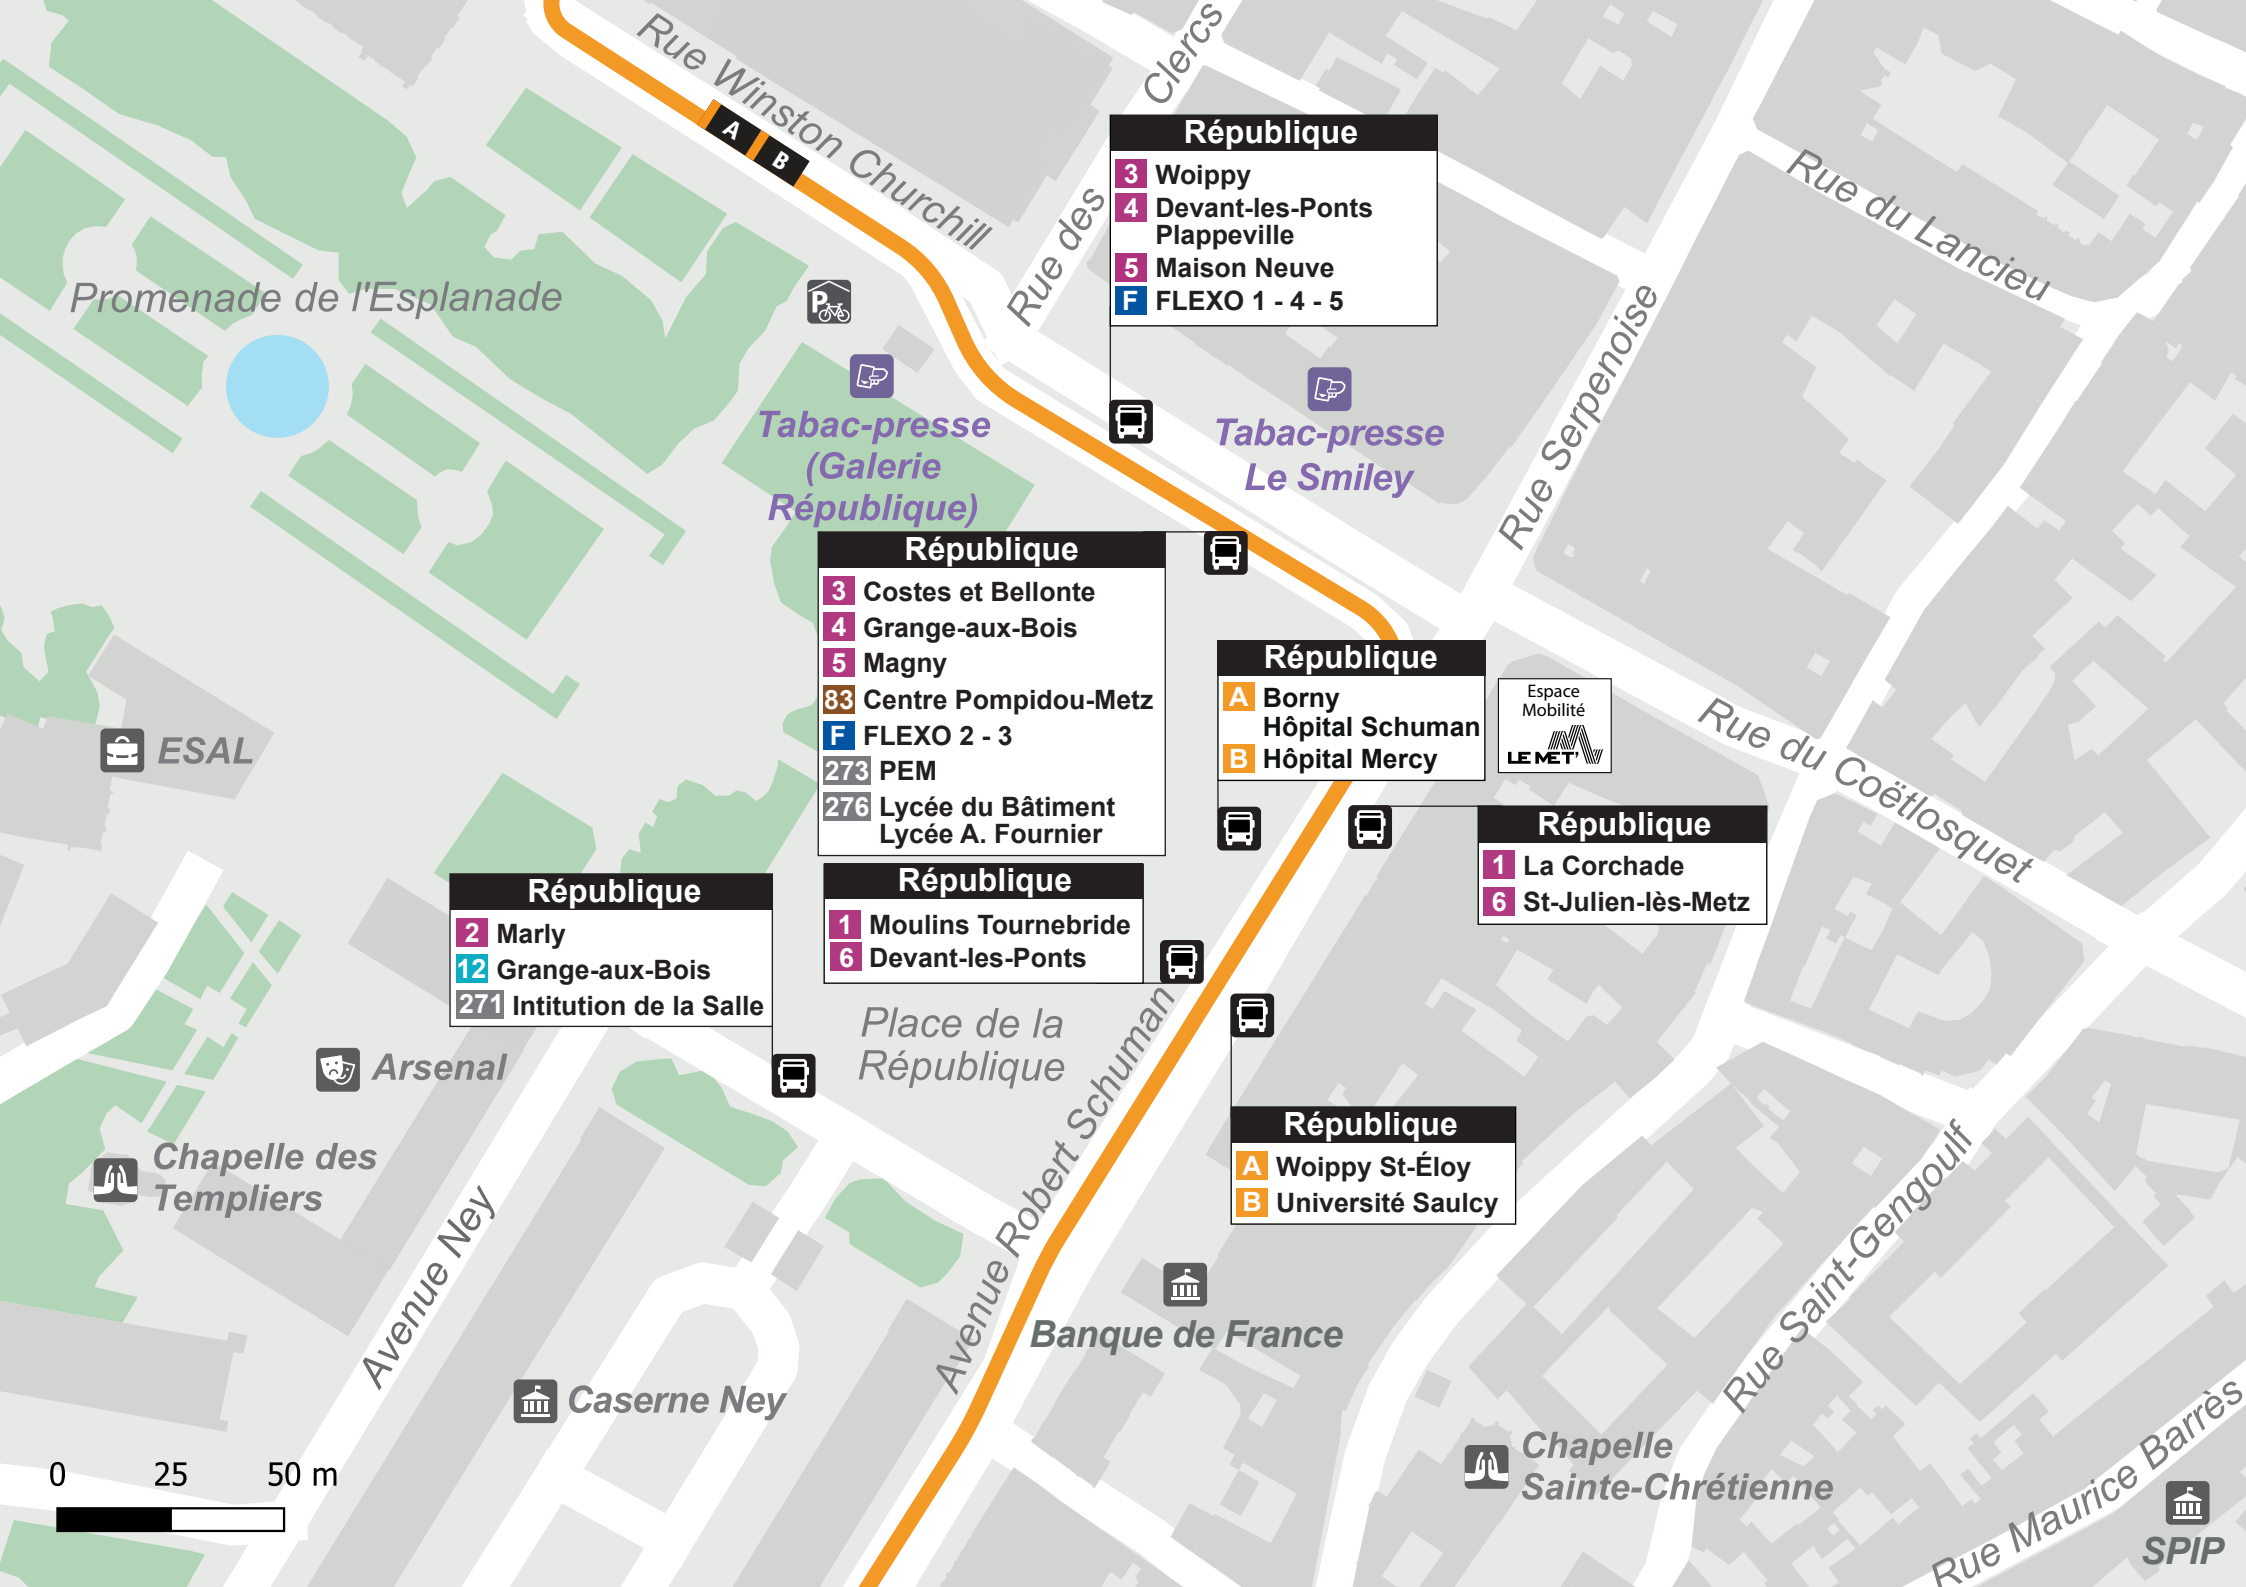 Rue Winston Churchill
A
B
Rue des
Clercs
République
3 Woippy
4 Devant-les-Ponts
Plappeville
5 Maison Neuve
F FLEXO 1 - 4 - 5
Rue du Lancieu
Promenade de l'Esplanade
P
Rue Serpenoise
Tabac-presse
(Galerie
République)
Tabac-presse
Le Smiley
République
3 Costes et Bellonte
4 Grange-aux-Bois
5 Magny
83 Centre Pompidou-Metz
F FLEXO 2 - 3
273 PEM
276 Lycée du Bâtiment
Lycée A. Fournier
République
A Borny
Hôpital Schuman
B Hôpital Mercy
Espace
Mobilité
LE MET'
Rue du Coëtlosquet
ESAL
République
1 La Corchade
6 St-Julien-lès-Metz
République
2 Marly
12 Grange-aux-Bois
271 Intitution de la Salle
République
1 Moulins Tournebride
6 Devant-les-Ponts
Place de la
République
Arsenal
Avenue Robert Schuman
République
A Woippy St-Éloy
B Université Saulcy
Chapelle des
Templiers
Avenue Ney
Rue Saint-Gengoulf
Banque de France
Caserne Ney
Chapelle
Sainte-Chrétienne
Rue Maurice Barrès
SPIP
0 25 50 m